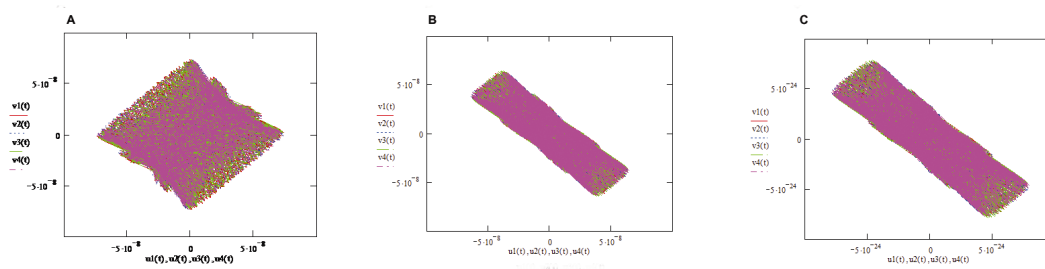 A
5·10⁻⁸
v1(t)
v2(t)
0
v3(t)
v4(t)
−5·10⁻⁸
−5·10⁻⁸ 0 5·10⁻⁸
u1(t), u2(t), u3(t), u4(t)
B
5·10⁻⁸
v1(t)
v2(t)
0
v3(t)
v4(t)
−5·10⁻⁸
−5·10⁻⁸ 0 5·10⁻⁸
u1(t), u2(t), u3(t), u4(t)
C
5·10⁻²⁴
v1(t)
v2(t)
0
v3(t)
v4(t)
−5·10⁻²⁴
−5·10⁻²⁴ 0 5·10⁻²⁴
u1(t), u2(t), u3(t), u4(t)